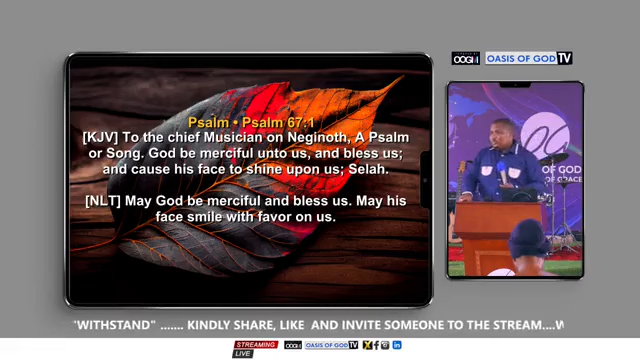 OOGM
OASIS OF GOD TV
Psalm • Psalm 67:1
[KJV] To the chief Musician on Neginoth, A Psalm
or Song. God be merciful unto us, and bless us;
and cause his face to shine upon us; Selah.
[NLT] May God be merciful and bless us. May his
face smile with favor on us.
OF GOD
OF GRACE
"WITHSTAND" ....... KINDLY SHARE, LIKE AND INVITE SOMEONE TO THE STREAM....W
STREAMING
LIVE
OOGM OASIS OF GOD TV